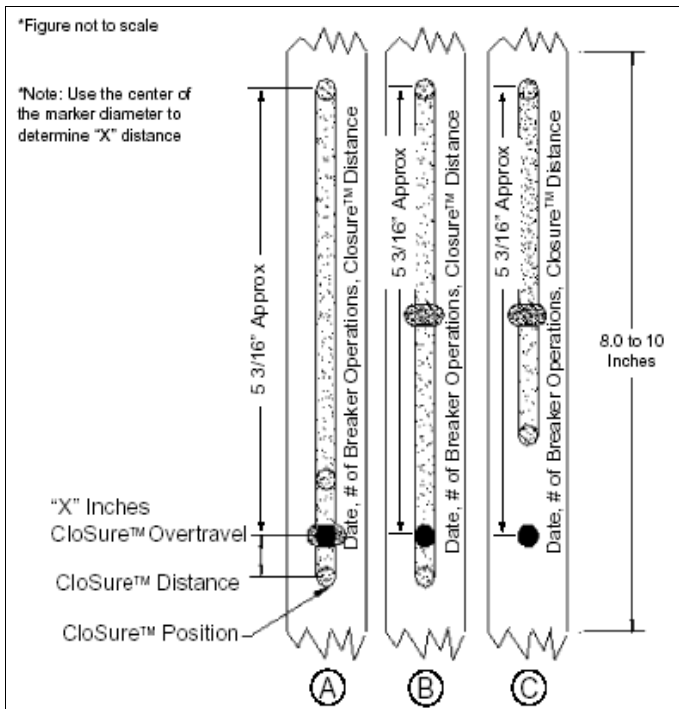 *Figure not to scale
*Note: Use the center of
the marker diameter to
determine "X" distance
5 3/16" Approx
Date, # of Breaker Operations, Closure™ Distance
5 3/16" Approx
Date, # of Breaker Operations, Closure™ Distance
5 3/16" Approx
Date, # of Breaker Operations, Closure™ Distance
8.0 to 10
Inches
"X" Inches
CloSure™ Overtravel
CloSure™ Distance
CloSure™ Position
A
B
C